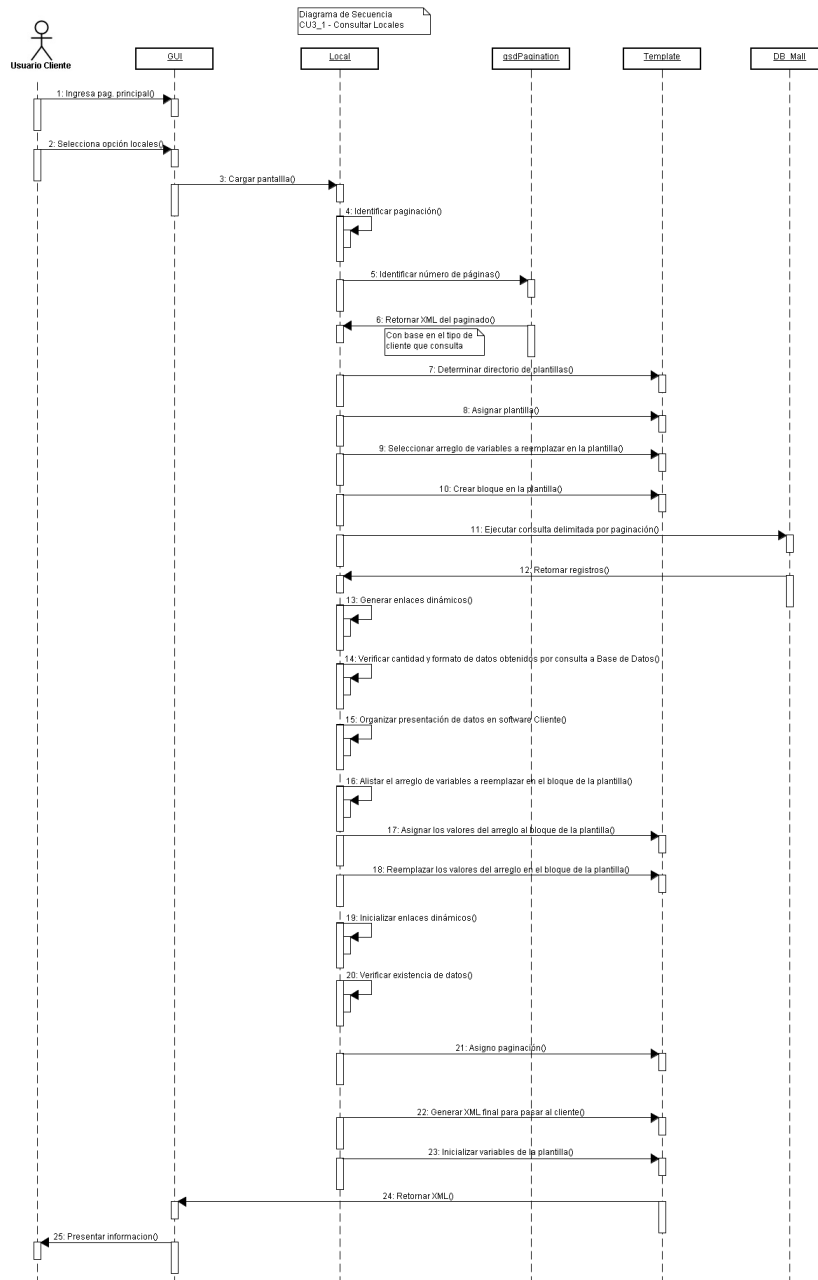 Diagrama de Secuencia
CU3_1 - Consultar Locales
Usuario Cliente
GUI
Local
gsdPagination
Template
DB_Mall
1: Ingresa pag. principal()
2: Selecciona opción locales()
3: Cargar pantallla()
4: Identificar paginación()
5: Identificar número de páginas()
6: Retornar XML del paginado()
Con base en el tipo de
cliente que consulta
7: Determinar directorio de plantillas()
8: Asignar plantilla()
9: Seleccionar arreglo de variables a reemplazar en la plantilla()
10: Crear bloque en la plantilla()
11: Ejecutar consulta delimitada por paginación()
12: Retornar registros()
13: Generar enlaces dinámicos()
14: Verificar cantidad y formato de datos obtenidos por consulta a Base de Datos()
15: Organizar presentación de datos en software Cliente()
16: Alistar el arreglo de variables a reemplazar en el bloque de la plantilla()
17: Asignar los valores del arreglo al bloque de la plantilla()
18: Reemplazar los valores del arreglo en el bloque de la plantilla()
19: Inicializar enlaces dinámicos()
20: Verificar existencia de datos()
21: Asigno paginación()
22: Generar XML final para pasar al cliente()
23: Inicializar variables de la plantilla()
24: Retornar XML()
25: Presentar informacion()